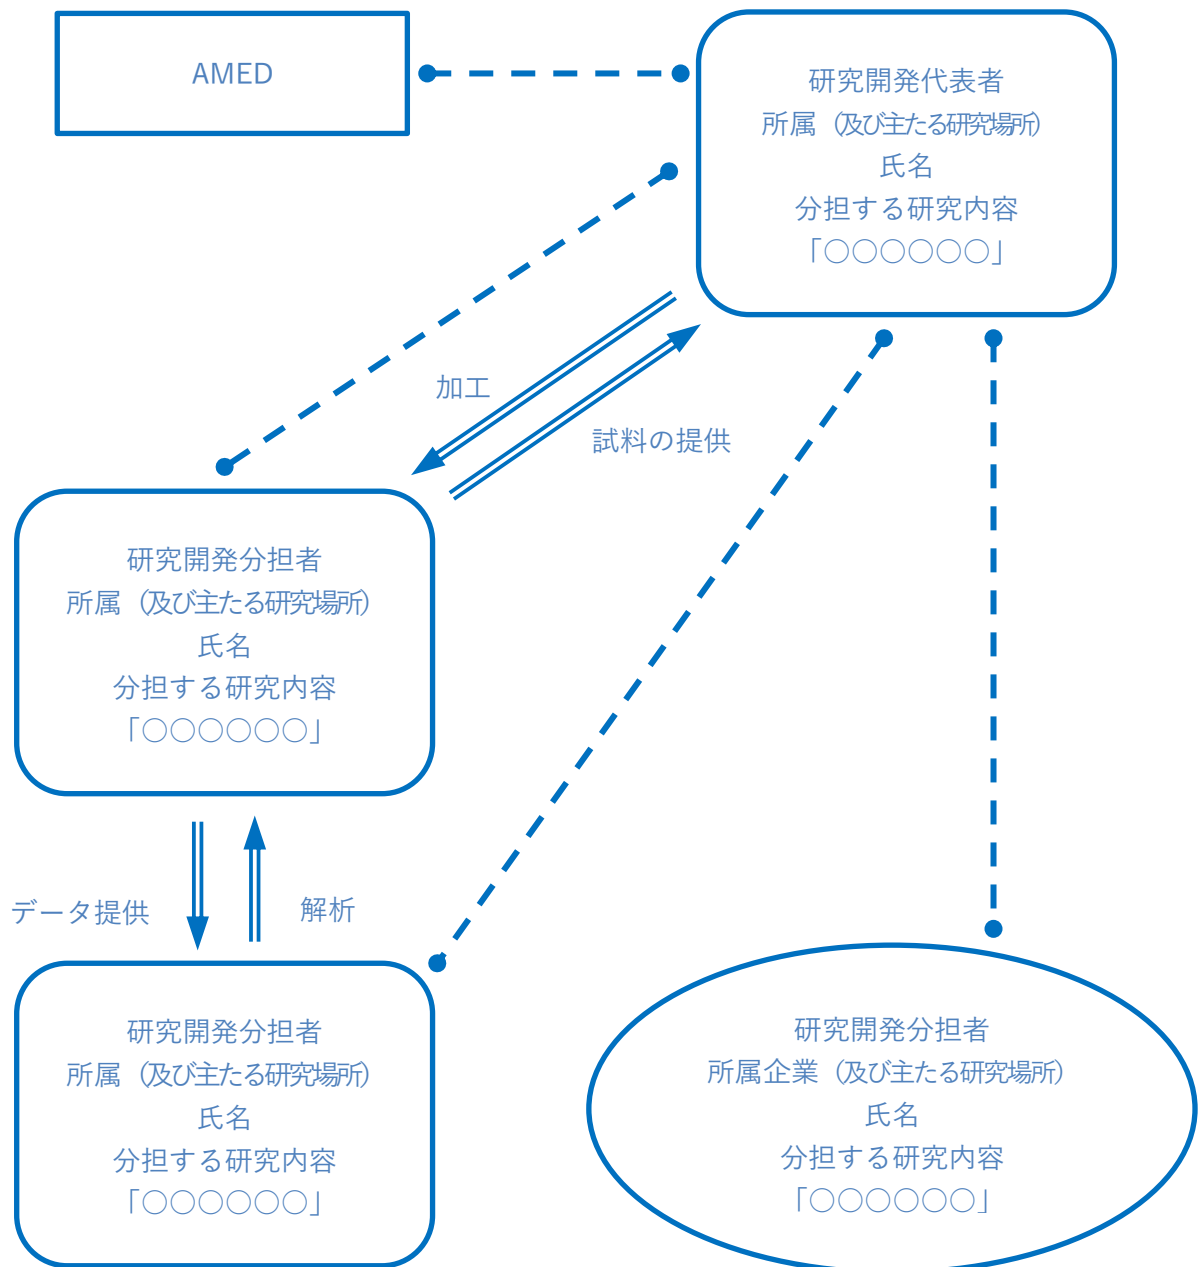 AMED
研究開発代表者
所属（及び主たる研究場所）
氏名
分担する研究内容
「○○○○○○」
加工
試料の提供
研究開発分担者
所属（及び主たる研究場所）
氏名
分担する研究内容
「○○○○○○」
データ提供
解析
研究開発分担者
所属（及び主たる研究場所）
氏名
分担する研究内容
「○○○○○○」
研究開発分担者
所属企業（及び主たる研究場所）
氏名
分担する研究内容
「○○○○○○」